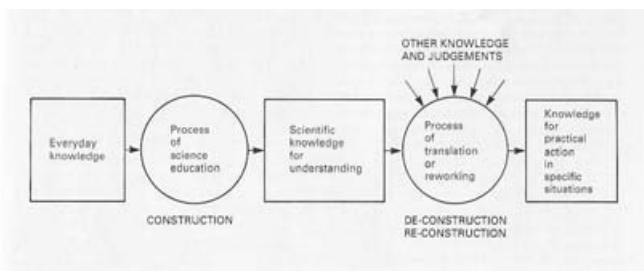 OTHER KNOWLEDGE
AND JUDGEMENTS
Everyday
knowledge
Process
of
science
education
CONSTRUCTION
Scientific
knowledge
for
understanding
Process
of
translation
or
reworking
DE-CONSTRUCTION
RE-CONSTRUCTION
Knowledge
for
practical
action
in
specific
situations